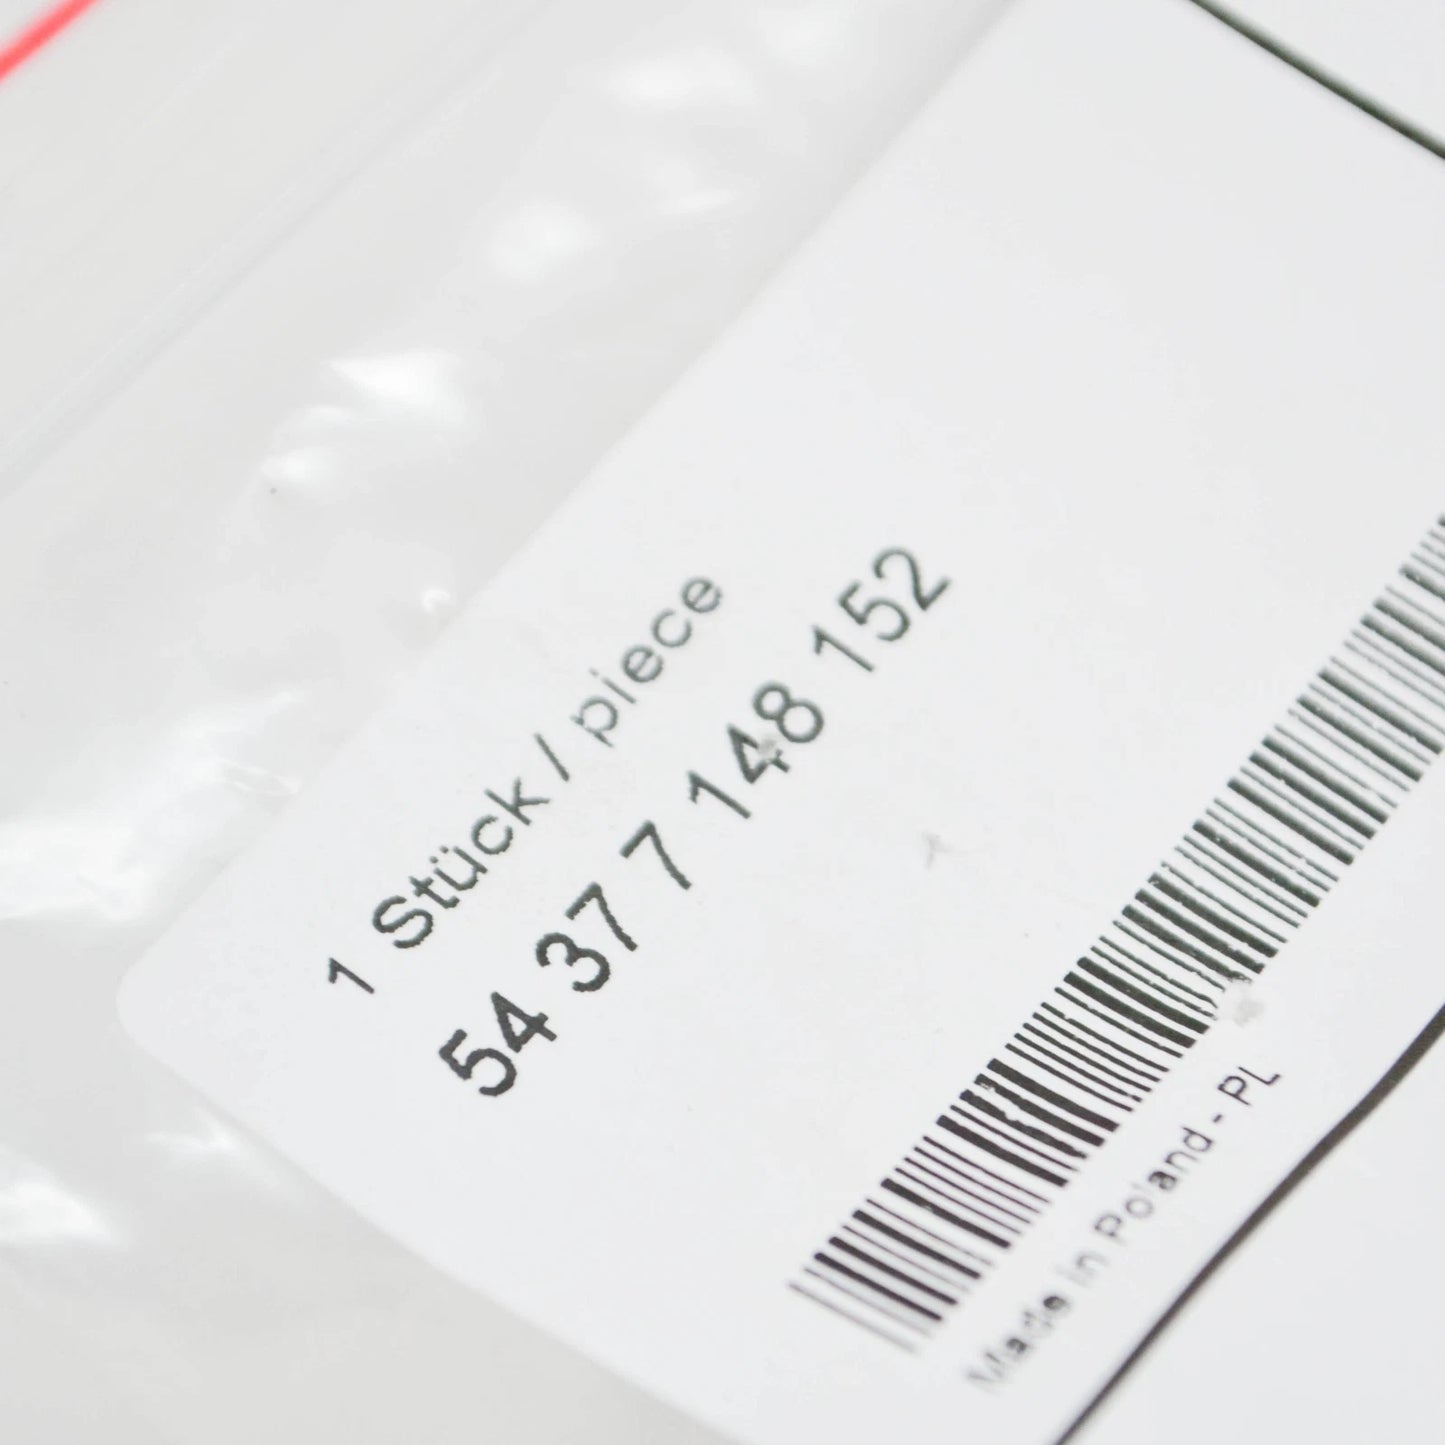 1 Stück / piece
54 37 7 148 152
Made in Poland - PL